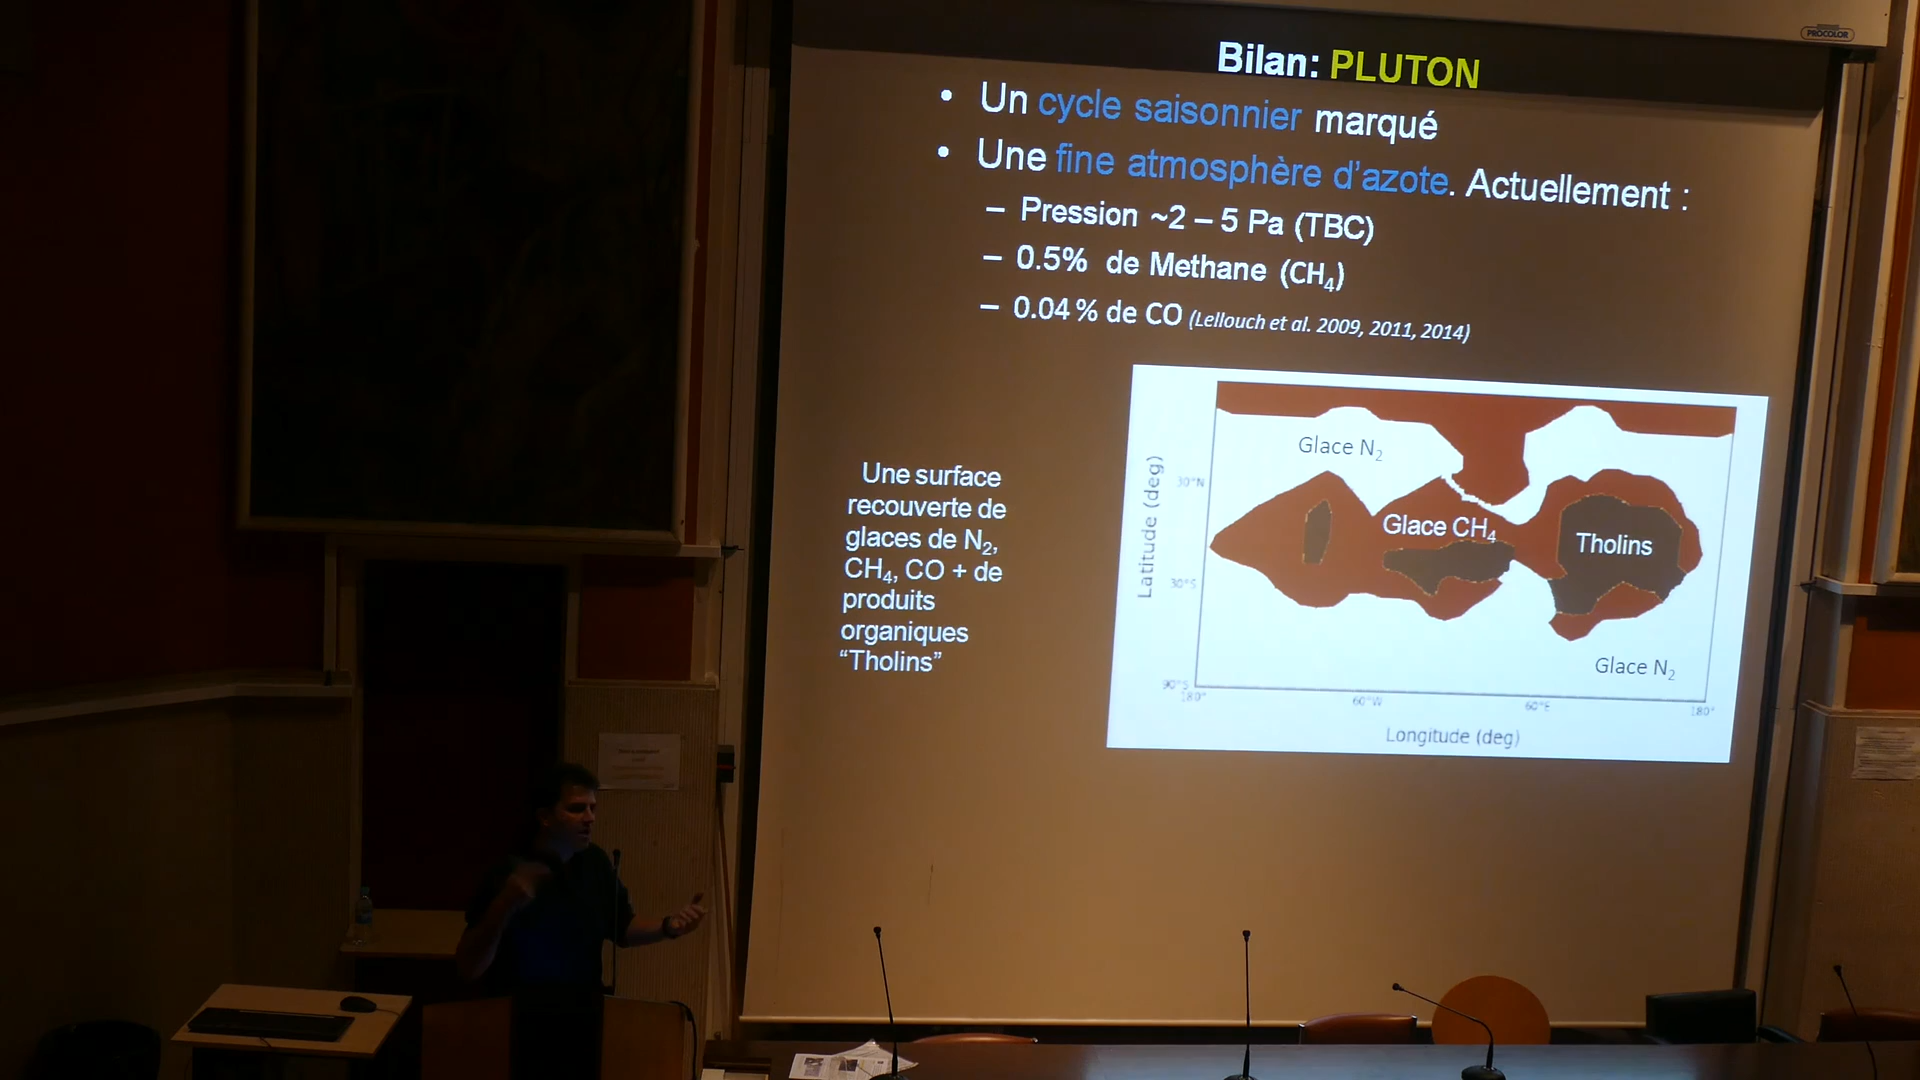 PROCOLOR
Bilan: PLUTON
• Un cycle saisonnier marqué
• Une fine atmosphère d’azote. Actuellement :
– Pression ~2 – 5 Pa (TBC)
– 0.5% de Methane (CH₄)
– 0.04% de CO (Lellouch et al. 2009, 2011, 2014)
Une surface
recouverte de
glaces de N₂,
CH₄, CO + de
produits
organiques
“Tholins”
Glace N₂
Glace CH₄
Tholins
Glace N₂
Latitude (deg)
30°N
30°S
90°S
180°
60°W
60°E
180°
Longitude (deg)